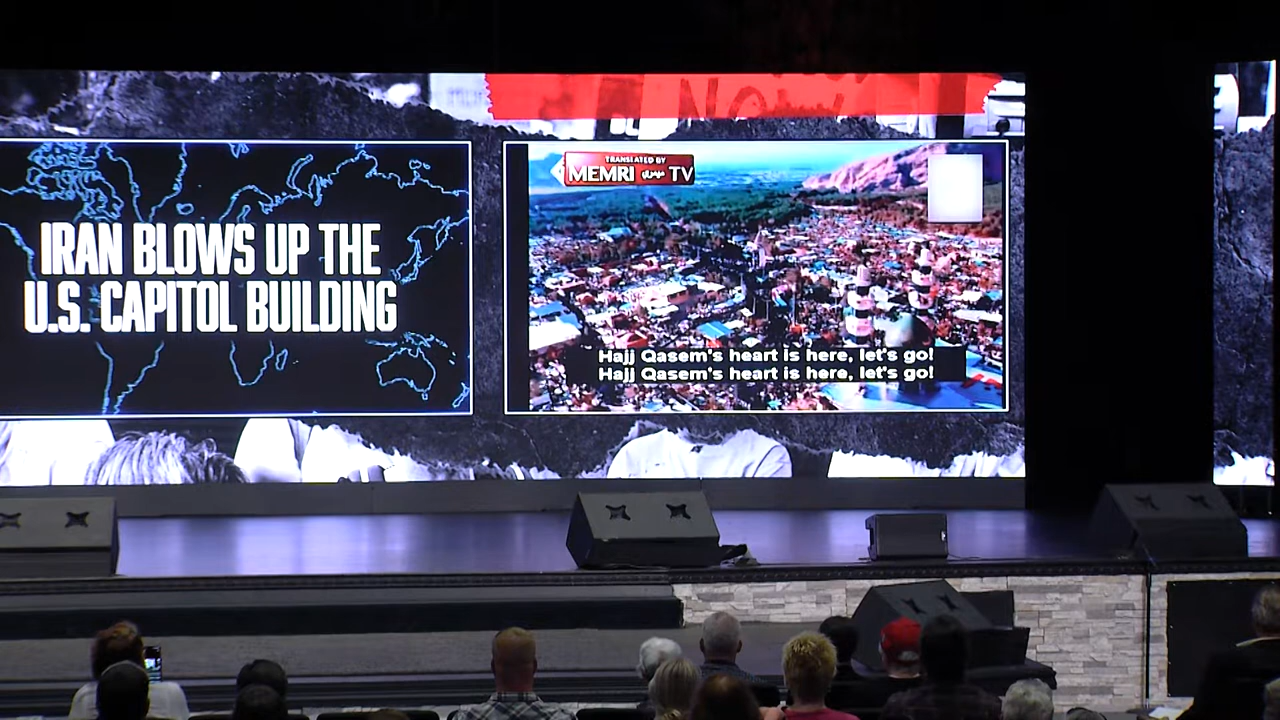 NOW
IRAN BLOWS UP THE
U.S. CAPITOL BUILDING
TRANSLATED BY
MEMRI TV
Hajj Qasem's heart is here, let's go!
Hajj Qasem's heart is here, let's go!